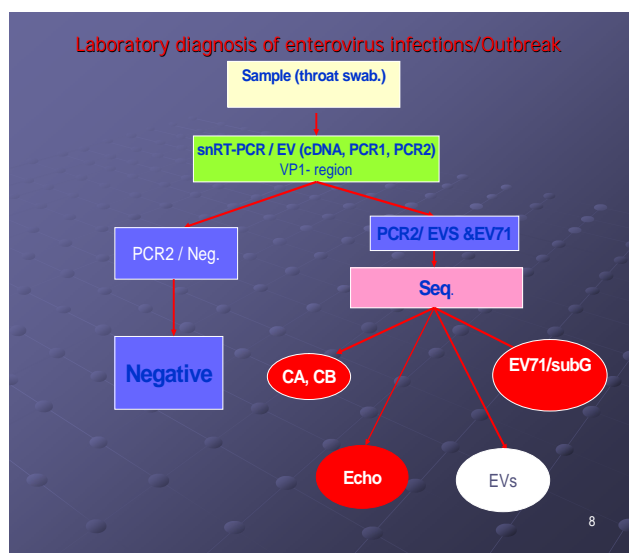 Laboratory diagnosis of enterovirus infections/Outbreak
Sample (throat swab.)
snRT-PCR / EV (cDNA, PCR1, PCR2)
VP1- region
PCR2 / Neg.
PCR2/ EVS &EV71
Seq.
Negative
CA, CB
EV71/subG
Echo
EVs
8